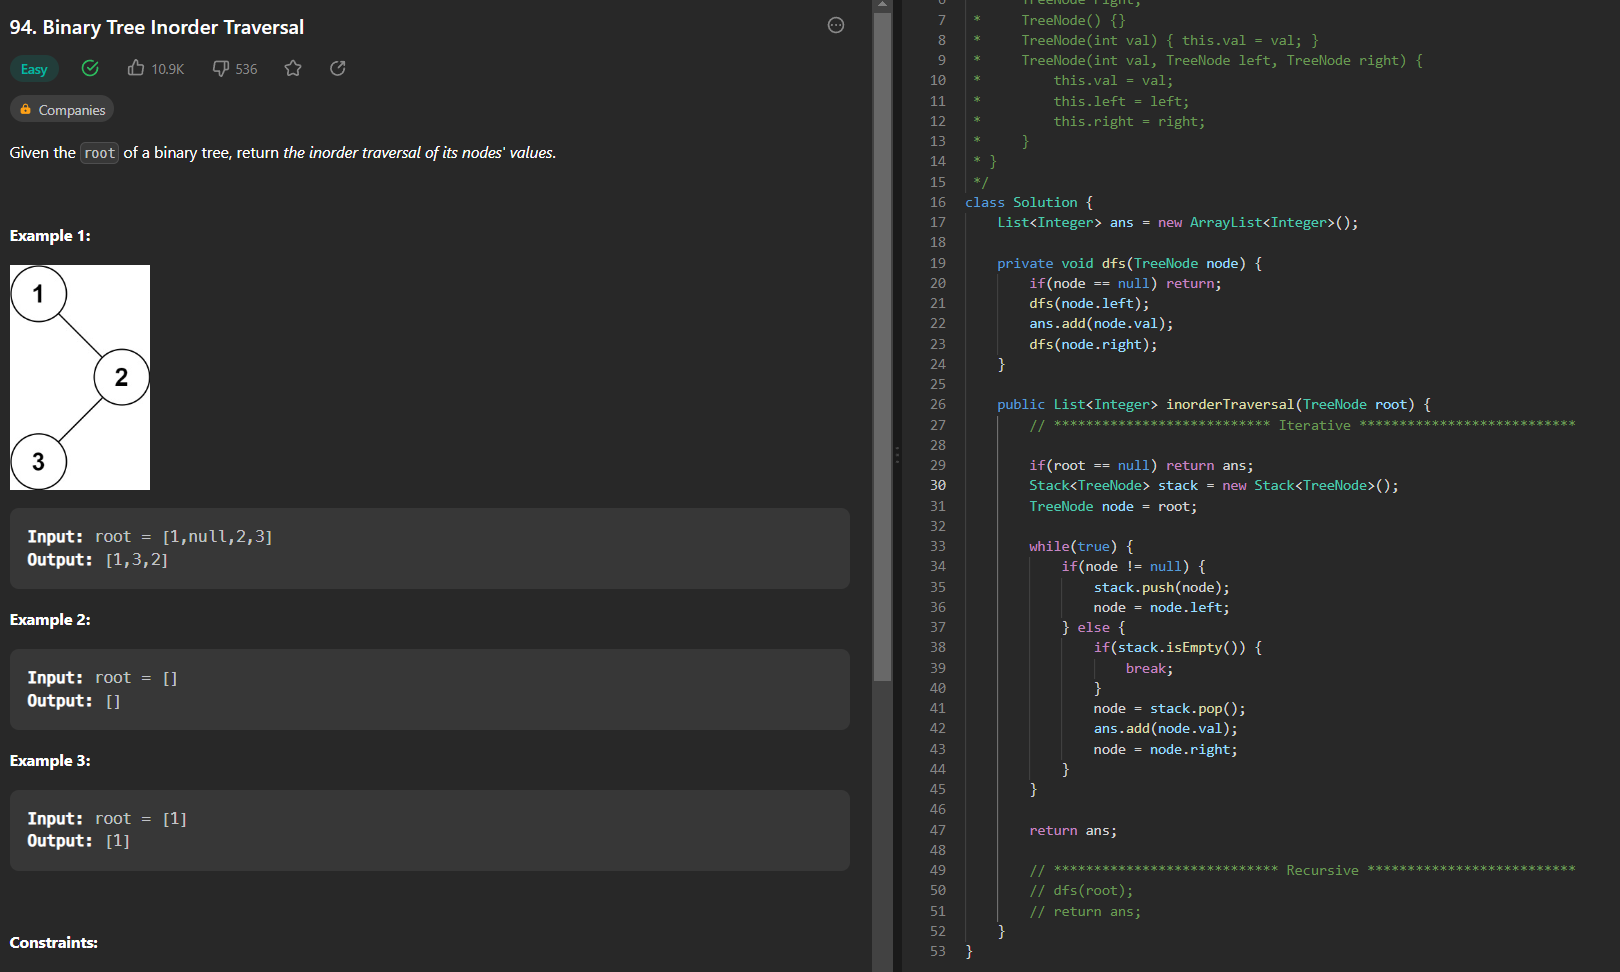 94. Binary Tree Inorder Traversal
Easy 10.9K 536
Companies
Given the root of a binary tree, return the inorder traversal of its nodes' values.
Example 1:
1
2
3
Input: root = [1,null,2,3]
Output: [1,3,2]
Example 2:
Input: root = []
Output: []
Example 3:
Input: root = [1]
Output: [1]
Constraints:
6 * TreeNode right;
7 * TreeNode() {}
8 * TreeNode(int val) { this.val = val; }
9 * TreeNode(int val, TreeNode left, TreeNode right) {
10 * this.val = val;
11 * this.left = left;
12 * this.right = right;
13 * }
14 * }
15 */
16 class Solution {
17 List<Integer> ans = new ArrayList<Integer>();
18
19 private void dfs(TreeNode node) {
20 if(node == null) return;
21 dfs(node.left);
22 ans.add(node.val);
23 dfs(node.right);
24 }
25
26 public List<Integer> inorderTraversal(TreeNode root) {
27 // *************************** Iterative ***************************
28
29 if(root == null) return ans;
30 Stack<TreeNode> stack = new Stack<TreeNode>();
31 TreeNode node = root;
32
33 while(true) {
34 if(node != null) {
35 stack.push(node);
36 node = node.left;
37 } else {
38 if(stack.isEmpty()) {
39 break;
40 }
41 node = stack.pop();
42 ans.add(node.val);
43 node = node.right;
44 }
45 }
46
47 return ans;
48
49 // **************************** Recursive **************************
50 // dfs(root);
51 // return ans;
52 }
53 }